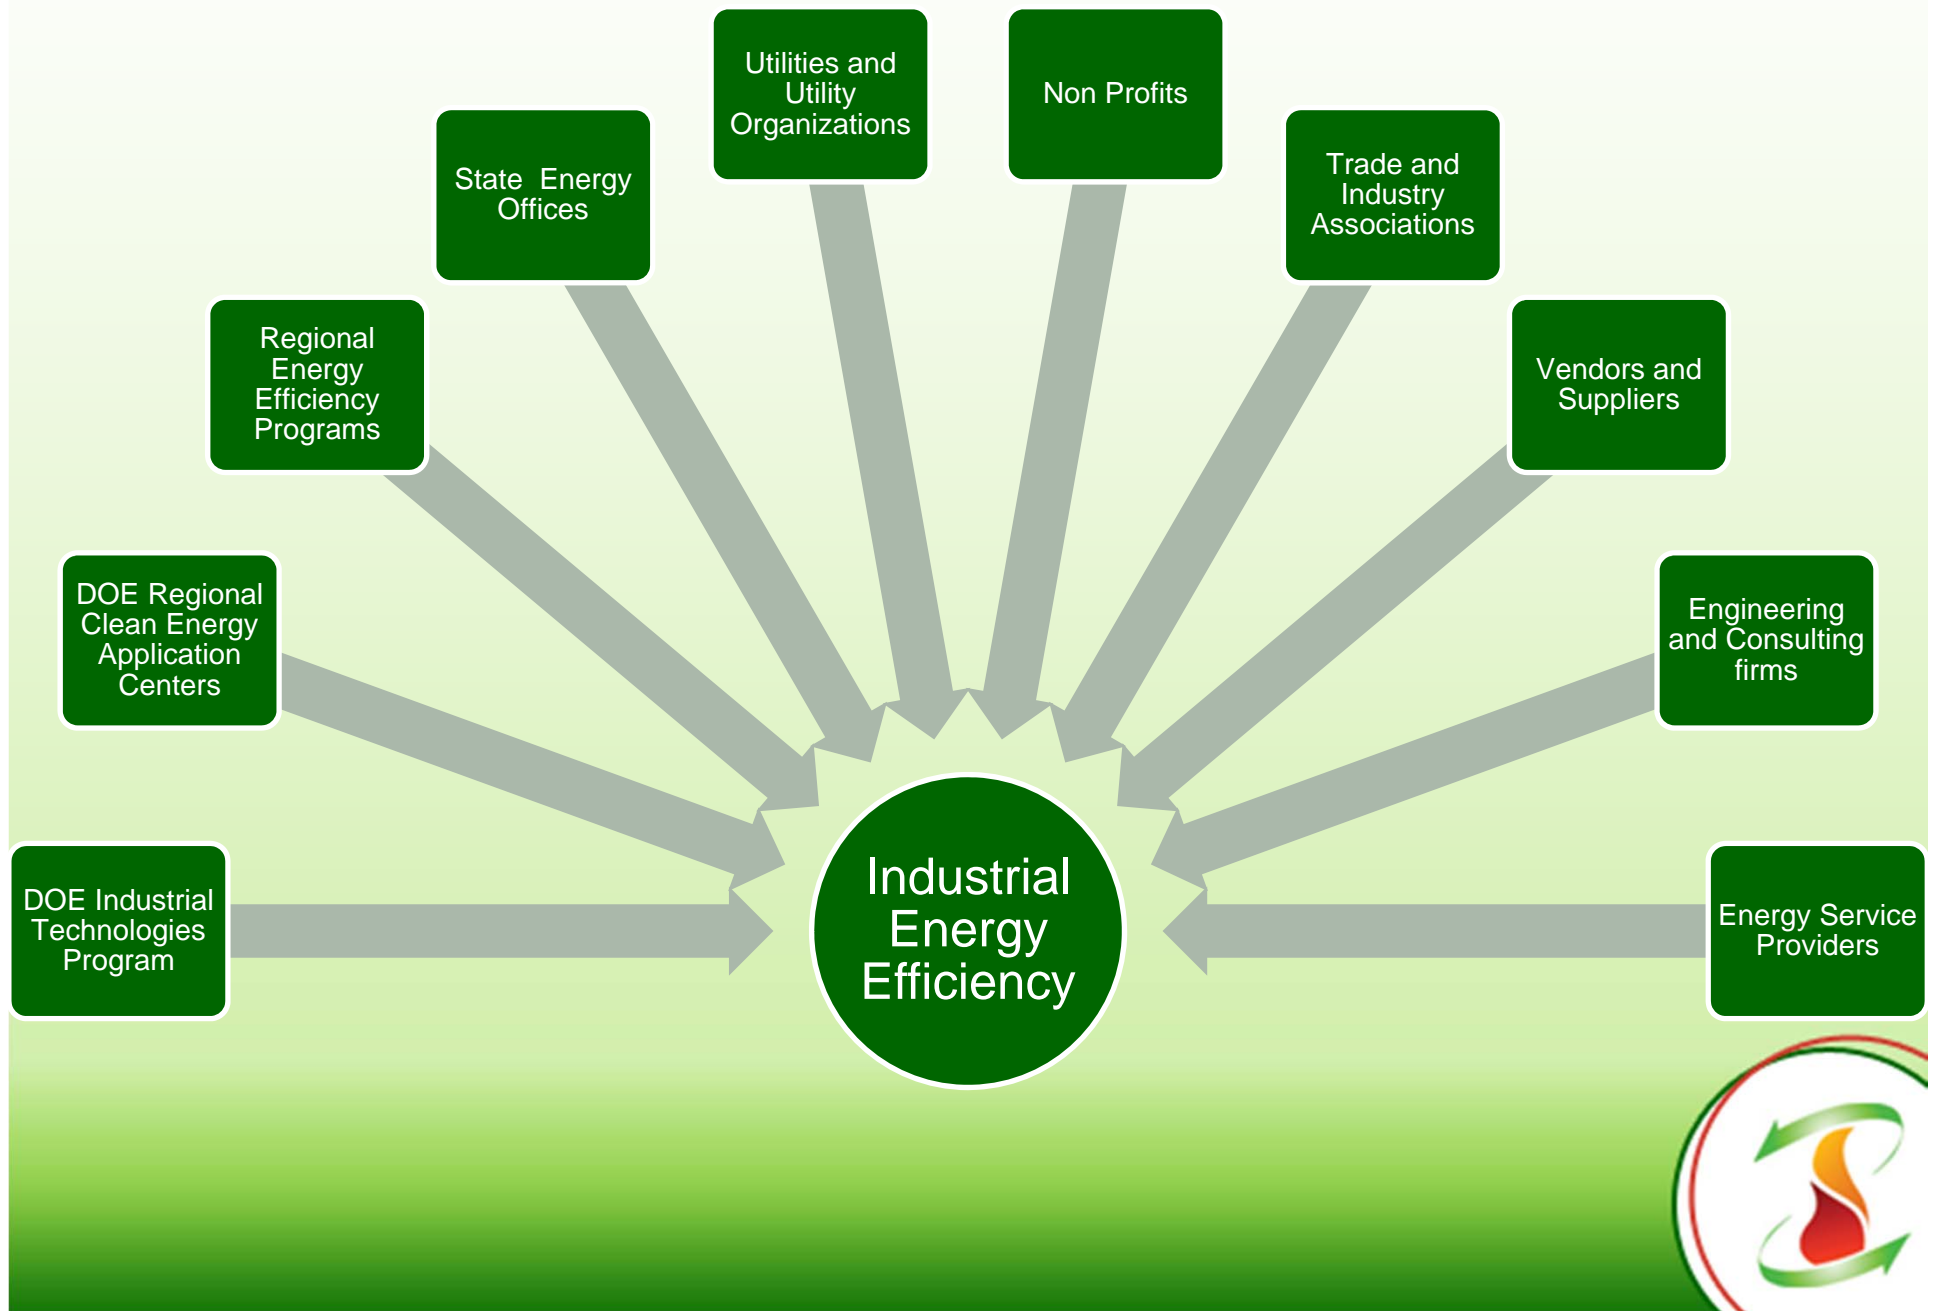 Utilities and
Utility
Organizations
Non Profits
State  Energy
Offices
Trade and
Industry
Associations
Regional
Energy
Efficiency
Programs
Vendors and
Suppliers
DOE Regional
Clean Energy
Application
Centers
Engineering
and Consulting
firms
DOE Industrial
Technologies
Program
Industrial
Energy
Efficiency
Energy Service
Providers